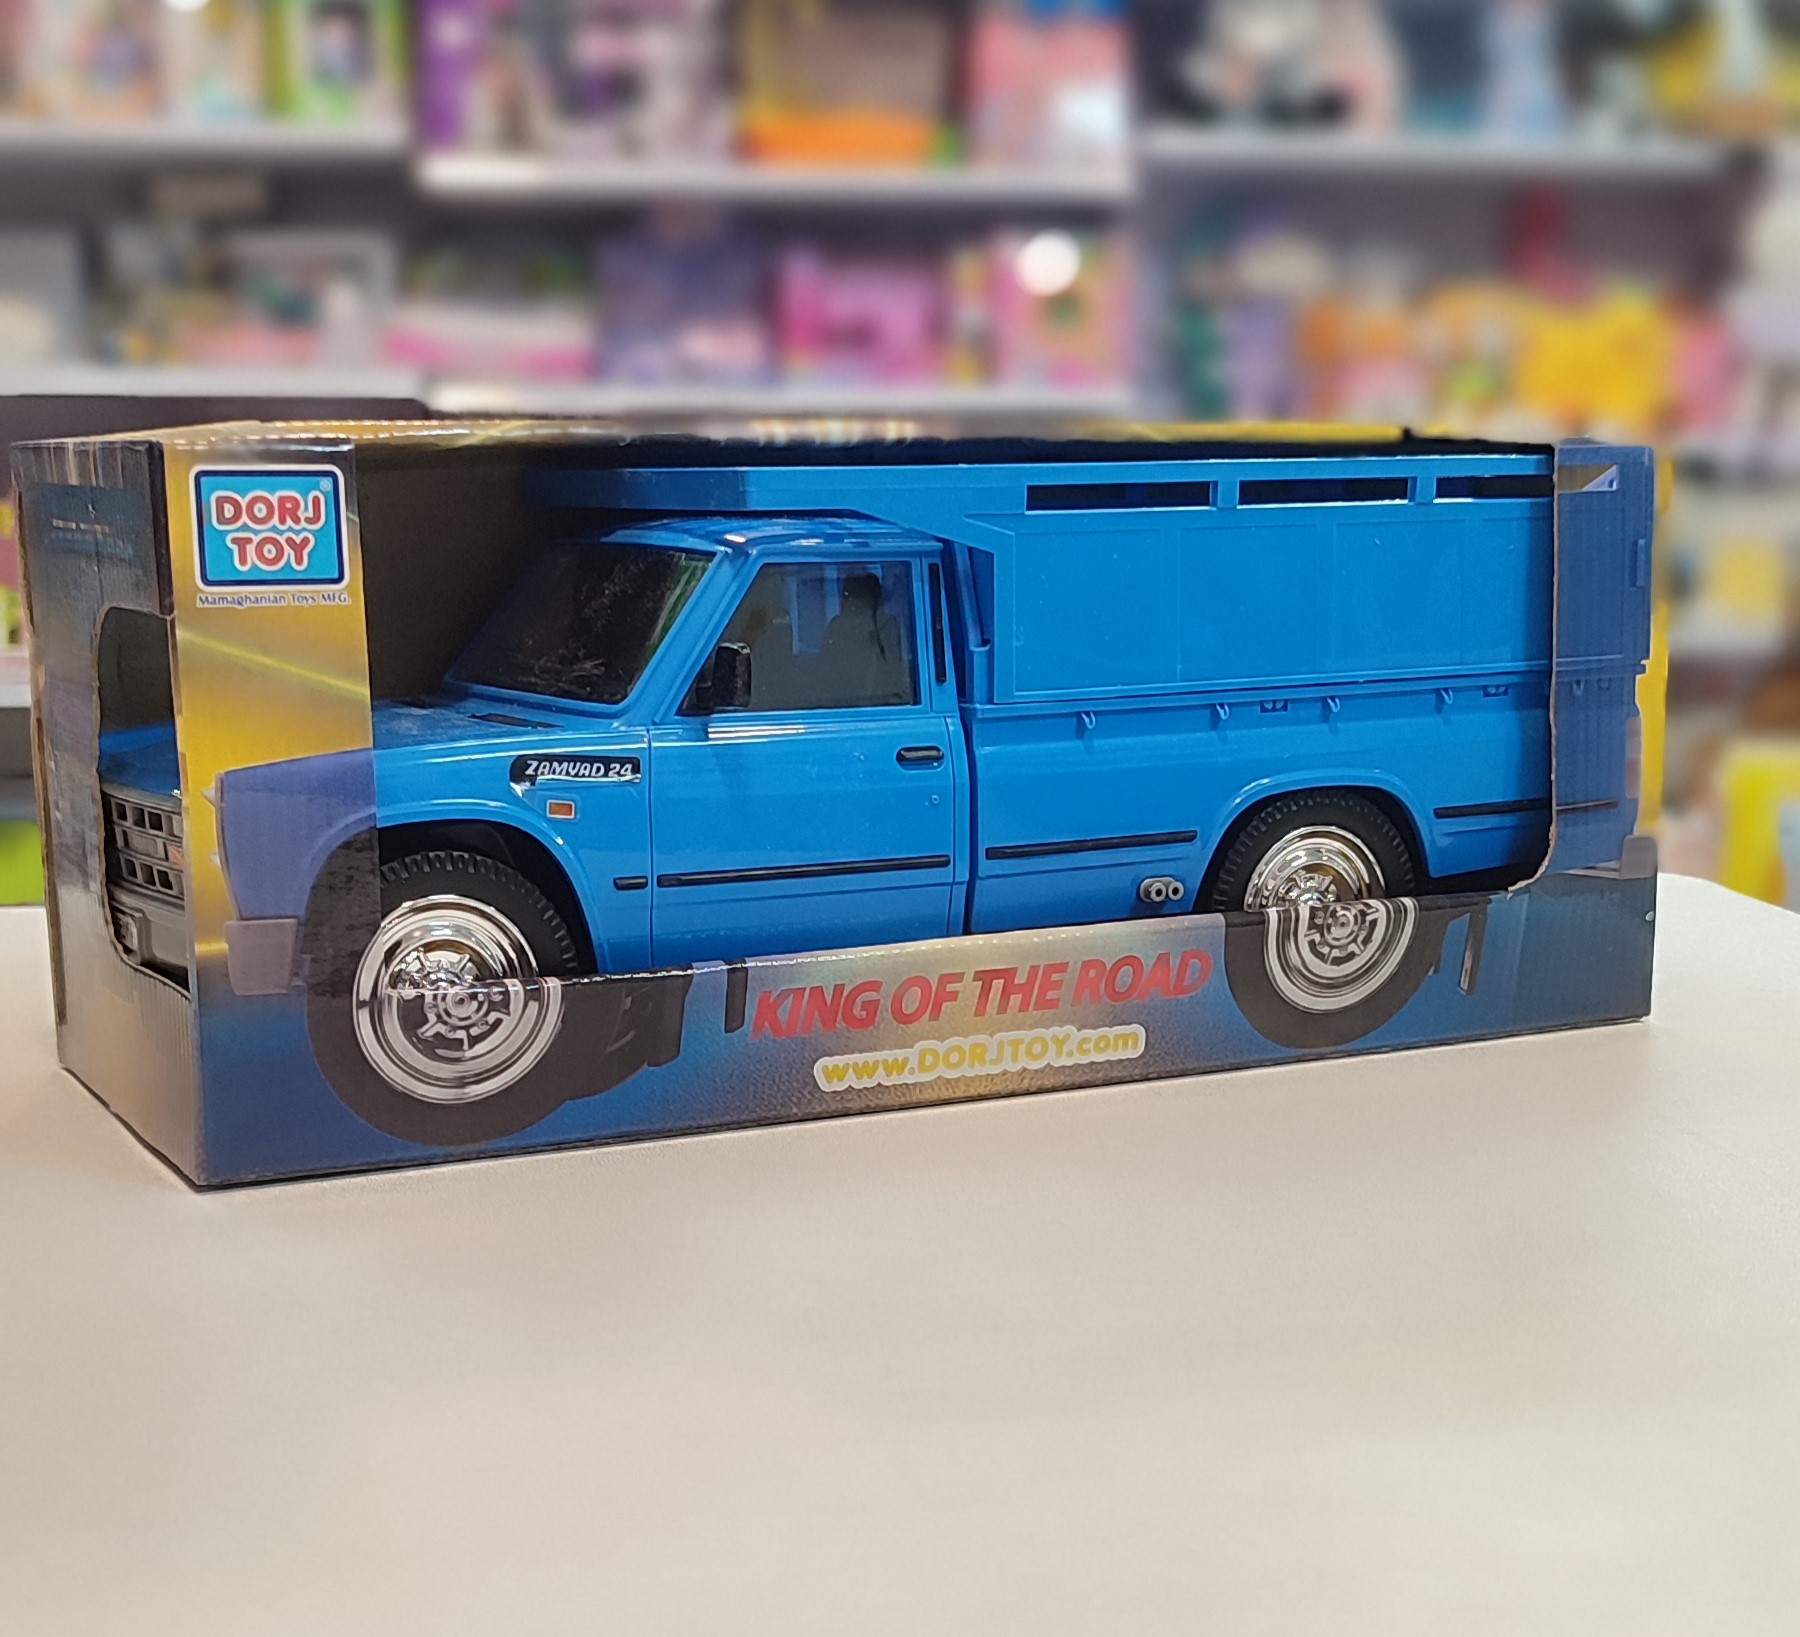 DORJ
TOY
®
Mamaghanian Toys MFG.
ZAMYAD 24
KING OF THE ROAD
www.DORJTOY.com